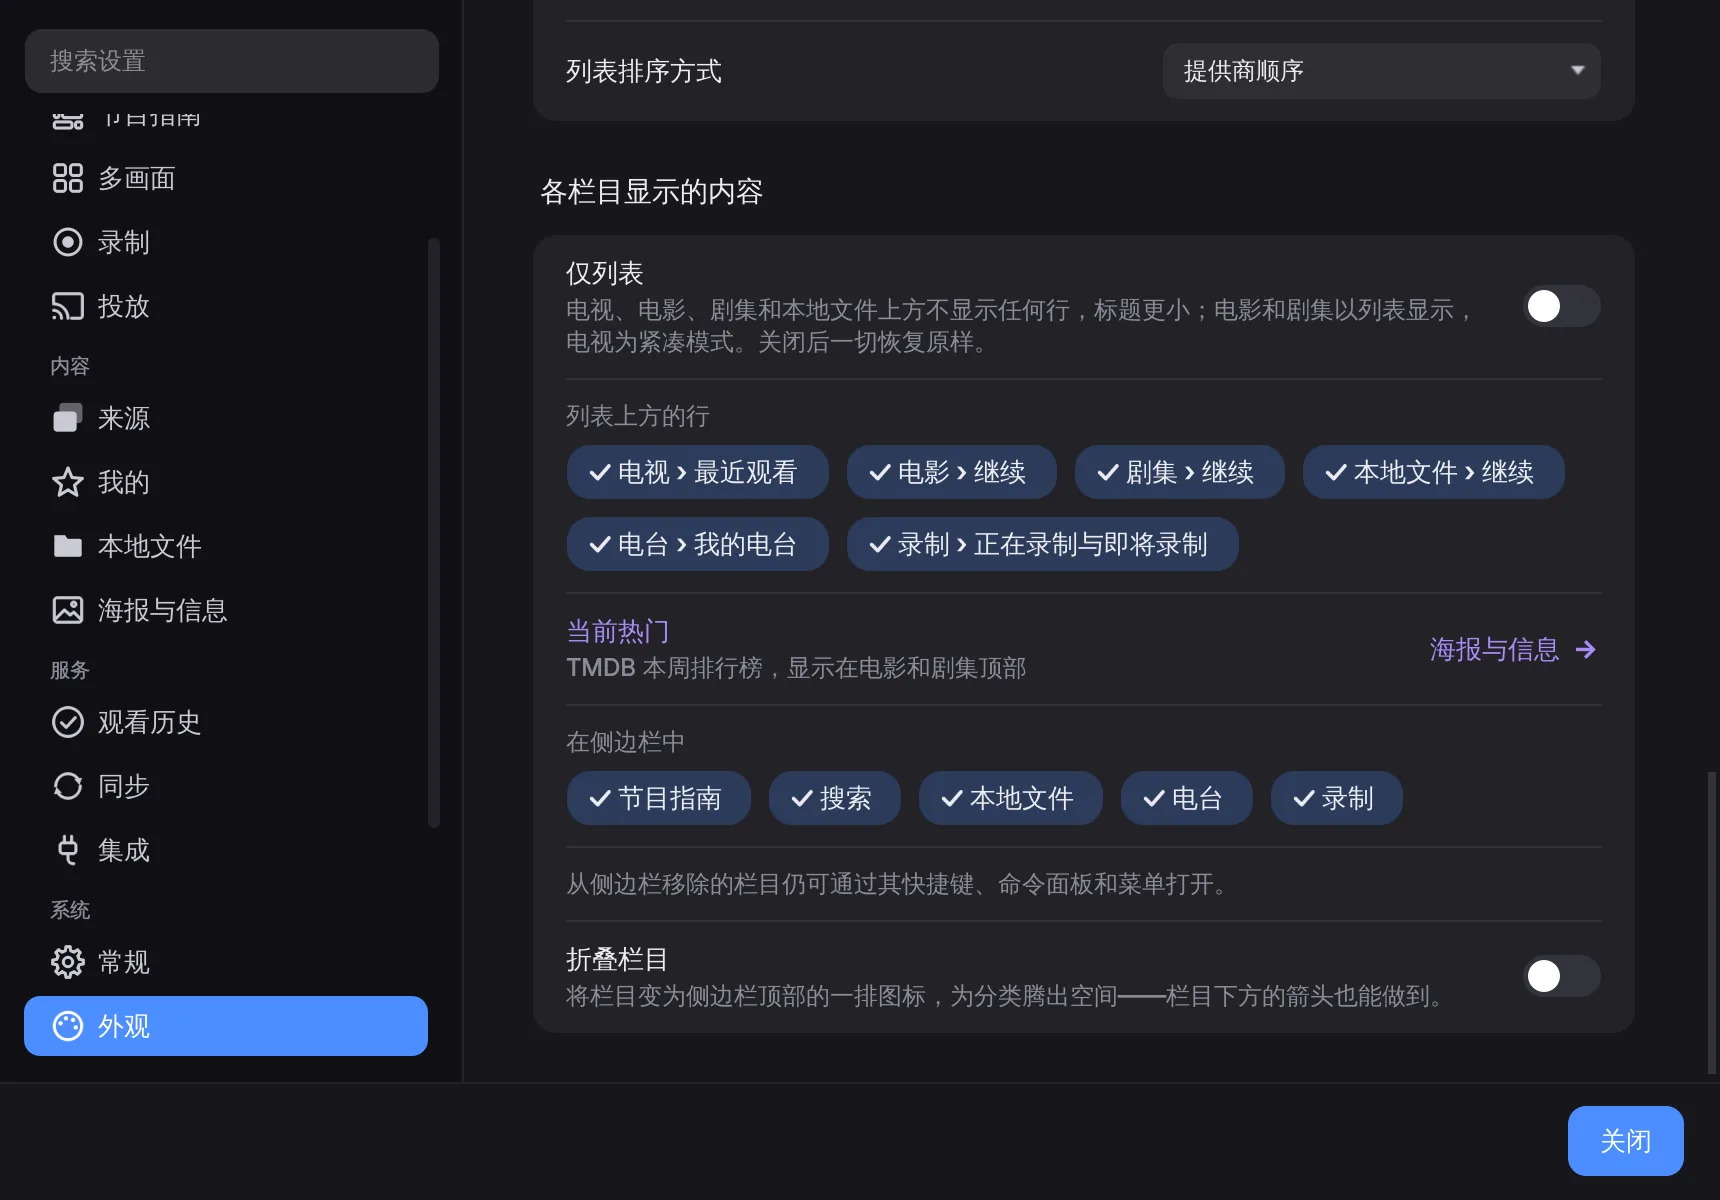 搜索设置
节目指南
多画面
录制
投放
内容
来源
我的
本地文件
海报与信息
服务
观看历史
同步
集成
系统
常规
外观
列表排序方式
提供商顺序
各栏目显示的内容
仅列表
电视、电影、剧集和本地文件上方不显示任何行，标题更小；电影和剧集以列表显示，
电视为紧凑模式。关闭后一切恢复原样。
列表上方的行
电视 › 最近观看
电影 › 继续
剧集 › 继续
本地文件 › 继续
电台 › 我的电台
录制 › 正在录制与即将录制
当前热门
TMDB 本周排行榜，显示在电影和剧集顶部
海报与信息 →
在侧边栏中
节目指南
搜索
本地文件
电台
录制
从侧边栏移除的栏目仍可通过其快捷键、命令面板和菜单打开。
折叠栏目
将栏目变为侧边栏顶部的一排图标，为分类腾出空间——栏目下方的箭头也能做到。
关闭